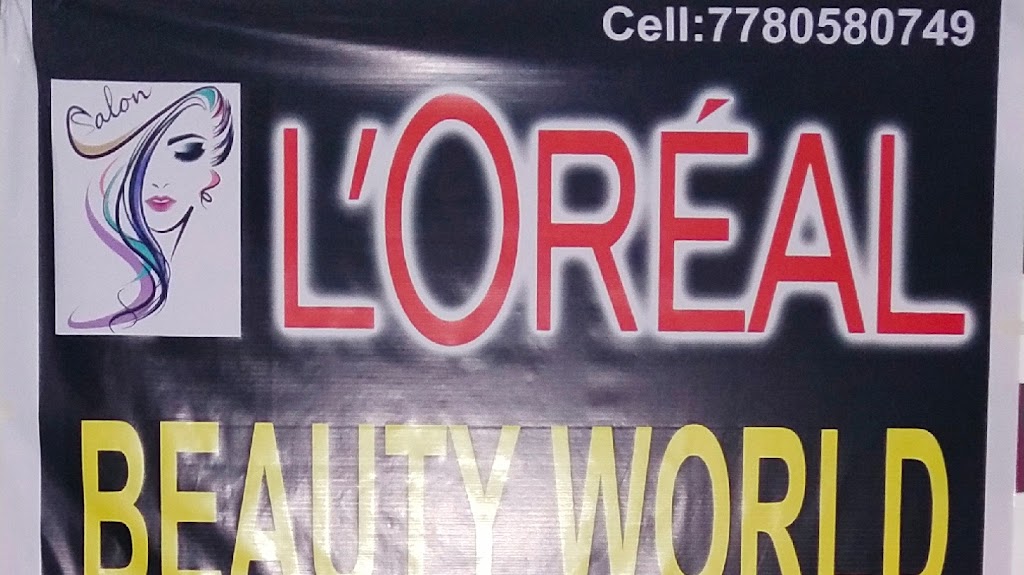 Cell:7780580749
Salon
L'ORÉAL
BEAUTY WORLD